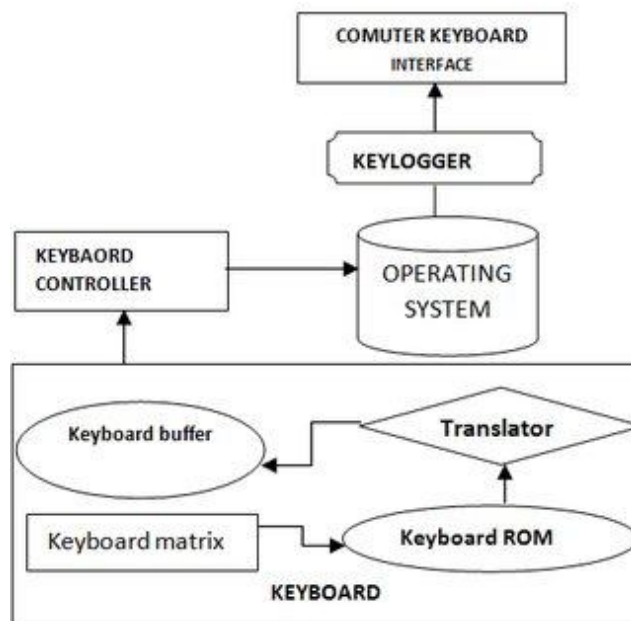 COMUTER KEYBOARD
INTERFACE
KEYLOGGER
KEYBAORD
CONTROLLER
OPERATING
SYSTEM
Keyboard buffer
Translator
Keyboard matrix
Keyboard ROM
KEYBOARD